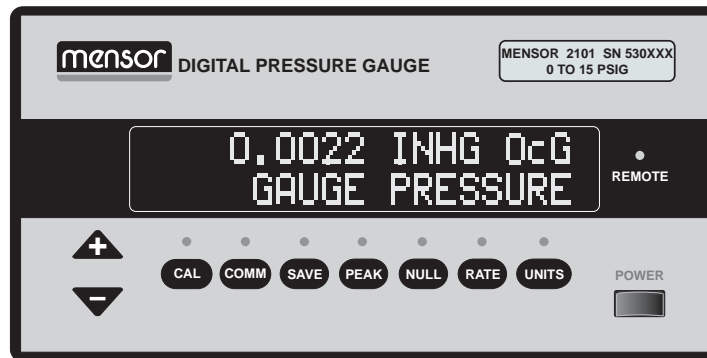 mensor DIGITAL PRESSURE GAUGE
MENSOR 2101 SN 530XXX
0 TO 15 PSIG
0.0022 INHG 0cG
GAUGE PRESSURE
REMOTE
+
CAL COMM SAVE PEAK NULL RATE UNITS
POWER
−